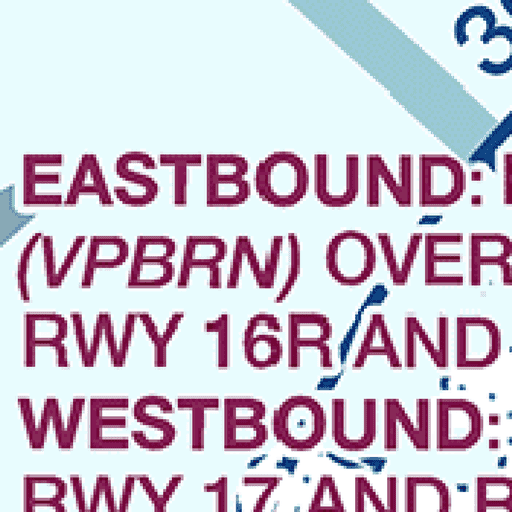 EASTBOUND:
(VPBRN) OVER
RWY 16R AND
WESTBOUND:
RWY 17 AND